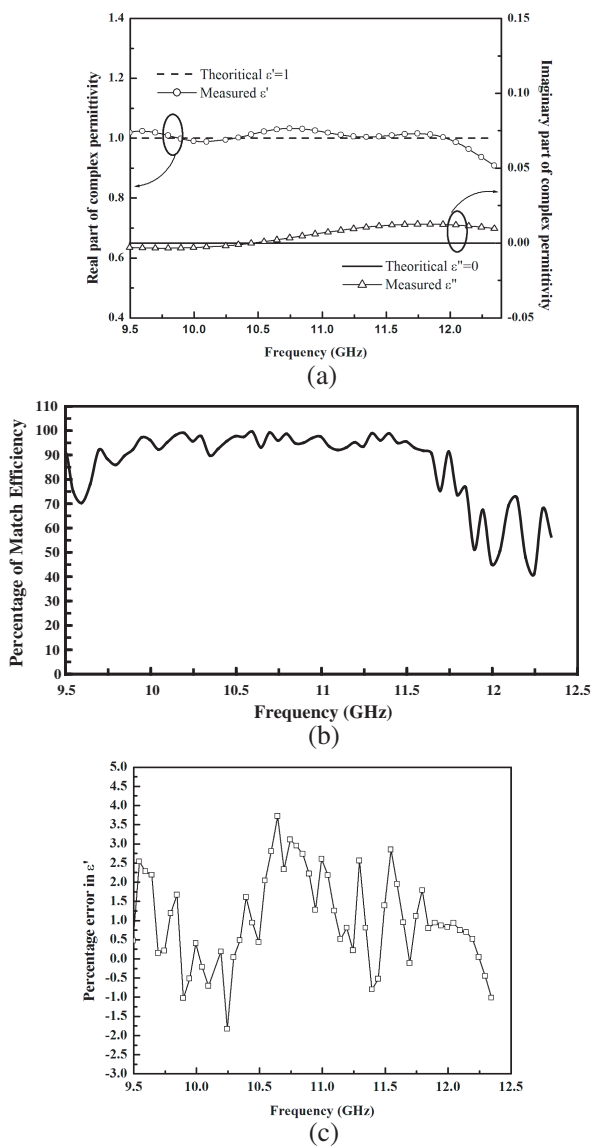 1.4
1.2
1.0
0.8
0.6
0.4
Real part of complex permittivity
0.15
0.10
0.05
0.00
-0.05
Imaginary part of complex permittivity
Theoritical ε'=1
Measured ε'
Theoritical ε"=0
Measured ε"
9.5 10.0 10.5 11.0 11.5 12.0
Frequency (GHz)
(a)
110
100
90
80
70
60
50
40
30
20
10
0
Percentage of Match Efficiency
9.5 10 10.5 11 11.5 12 12.5
Frequency (GHz)
(b)
5.0
4.5
4.0
3.5
3.0
2.5
2.0
1.5
1.0
0.5
0.0
-0.5
-1.0
-1.5
-2.0
-2.5
-3.0
Percentage error in ε'
9.5 10.0 10.5 11.0 11.5 12.0 12.5
Frequency (GHz)
(c)